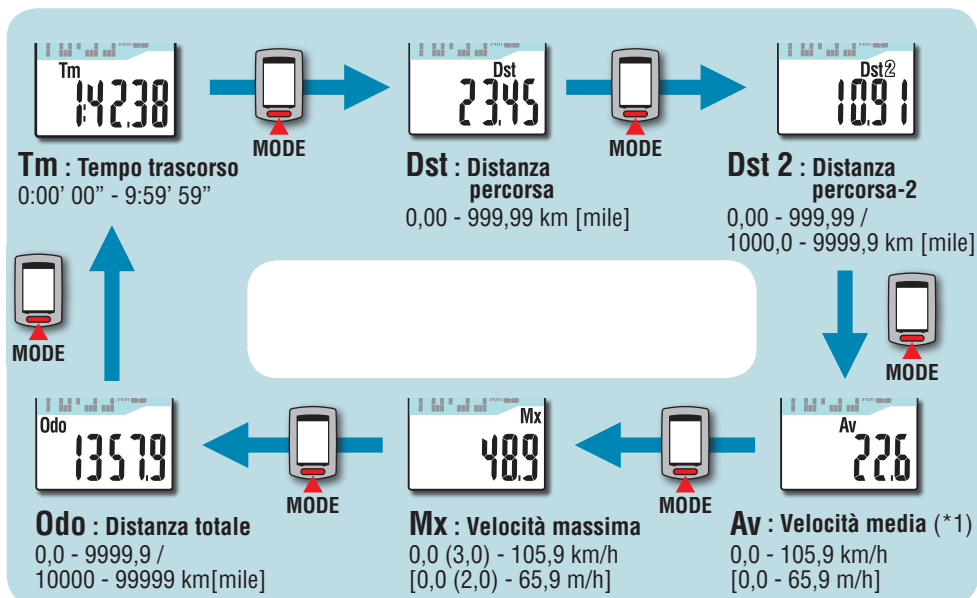 Tm
1:42,38
MODE
Dst
23,45
MODE
Dst2
109,1
Tm : Tempo trascorso
0:00’ 00” - 9:59’ 59”
Dst : Distanza
percorsa
0,00 - 999,99 km [mile]
Dst 2 : Distanza
percorsa-2
0,00 - 999,99 /
1000,0 - 9999,9 km [mile]
MODE
MODE
Odo
1357,9
MODE
Mx
48,9
MODE
Av
22,6
Odo : Distanza totale
0,0 - 9999,9 /
10000 - 99999 km[mile]
Mx : Velocità massima
0,0 (3,0) - 105,9 km/h
[0,0 (2,0) - 65,9 m/h]
Av : Velocità media (*1)
0,0 - 105,9 km/h
[0,0 - 65,9 m/h]